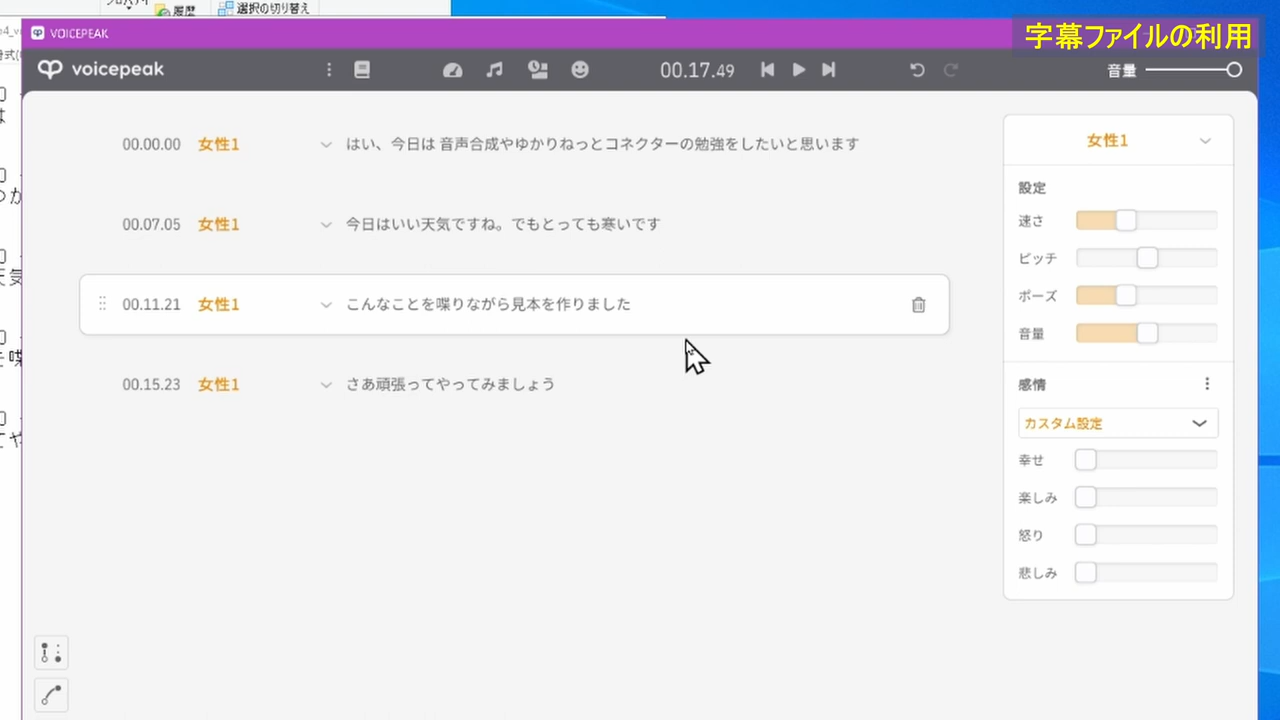 履歴
選択の切り替え
VOICEPEAK
字幕ファイルの利用
voicepeak
00.17.49
音量
00.00.00 女性1 はい、今日は 音声合成やゆかりねっとコネクターの勉強をしたいと思います
00.07.05 女性1 今日はいい天気ですね。でもとっても寒いです
00.11.21 女性1 こんなことを喋りながら見本を作りました
00.15.23 女性1 さあ頑張ってやってみましょう
女性1
設定
速さ
ピッチ
ポーズ
音量
感情
カスタム設定
幸せ
楽しみ
怒り
悲しみ